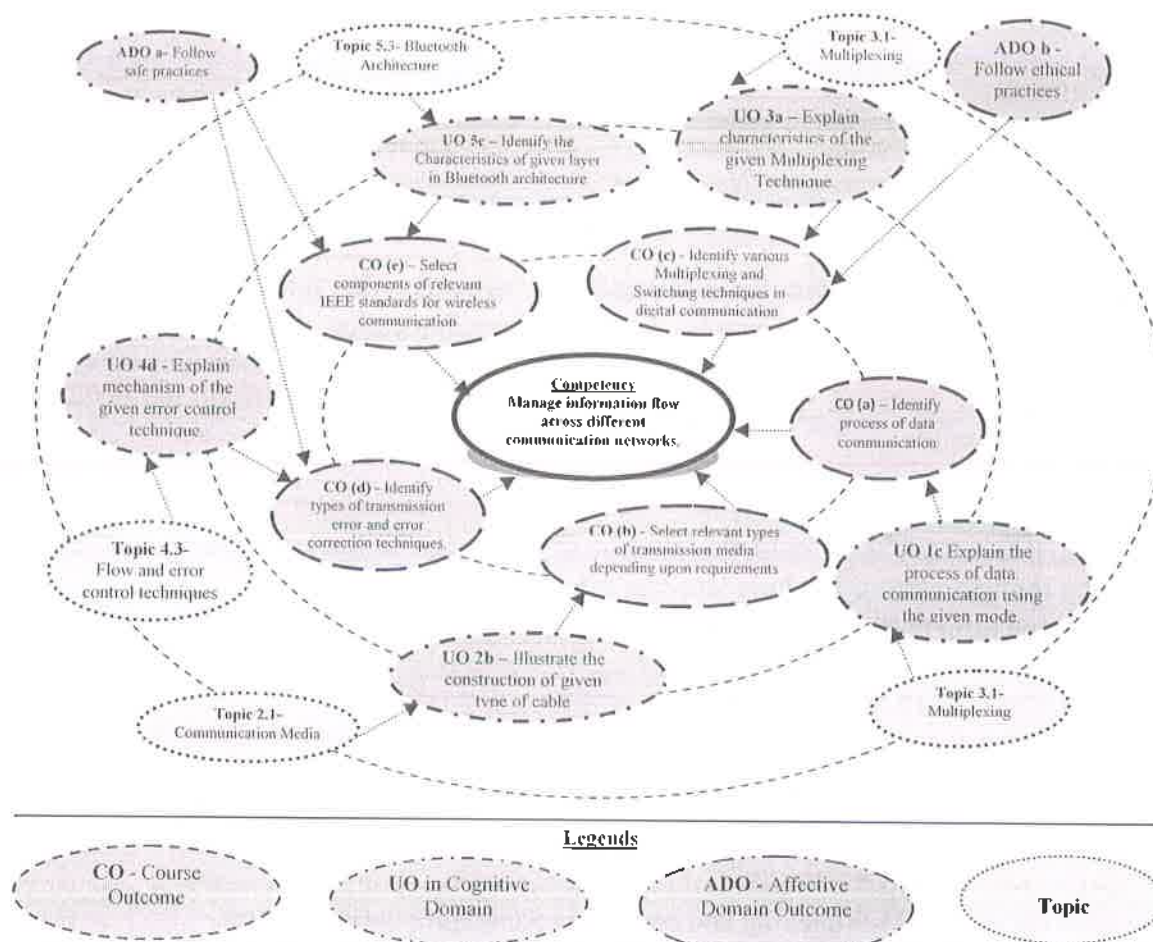 ADO a- Follow
safe practices
Topic 5.3- Bluetooth
Architecture
Topic 3.1-
Multiplexing
ADO b -
Follow ethical
practices
UO 5e – Identify the
Characteristics of given layer
in Bluetooth architecture
UO 3a – Explain
characteristics of the
given Multiplexing
Technique.
CO (e) – Select
components of relevant
IEEE standards for wireless
communication
CO (c) - Identify various
Multiplexing and
Switching techniques in
digital communication
UO 4d - Explain
mechanism of the
given error control
technique.
Competency
Manage information flow
across different
communication networks.
CO (a) – Identify
process of data
communication
CO (d) - Identify
types of transmission
error and error
correction techniques.
CO (b) - Select relevant types
of transmission media
depending upon requirements
Topic 4.3-
Flow and error
control techniques
UO 1c Explain the
process of data
communication using
the given mode.
UO 2b – Illustrate the
construction of given
type of cable
Topic 2.1-
Communication Media
Topic 3.1-
Multiplexing
Legends
CO - Course
Outcome
UO in Cognitive
Domain
ADO - Affective
Domain Outcome
Topic